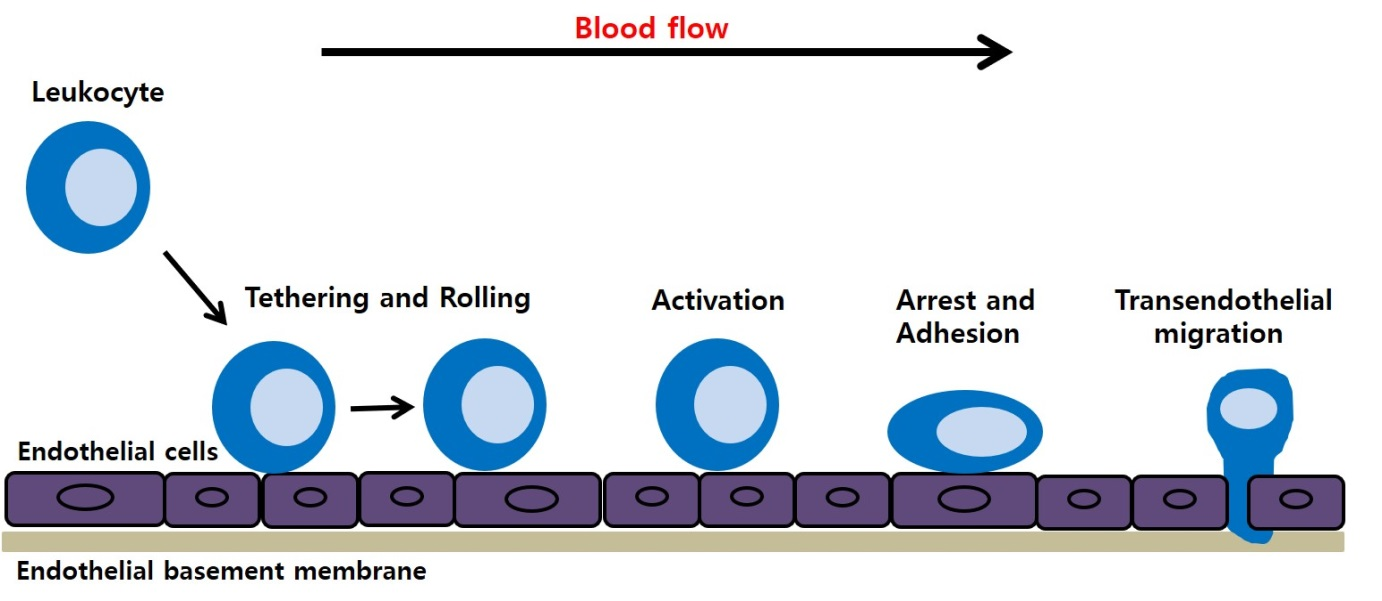 Blood flow
Leukocyte
Tethering and Rolling
Activation
Arrest and
Adhesion
Transendothelial
migration
Endothelial cells
Endothelial basement membrane